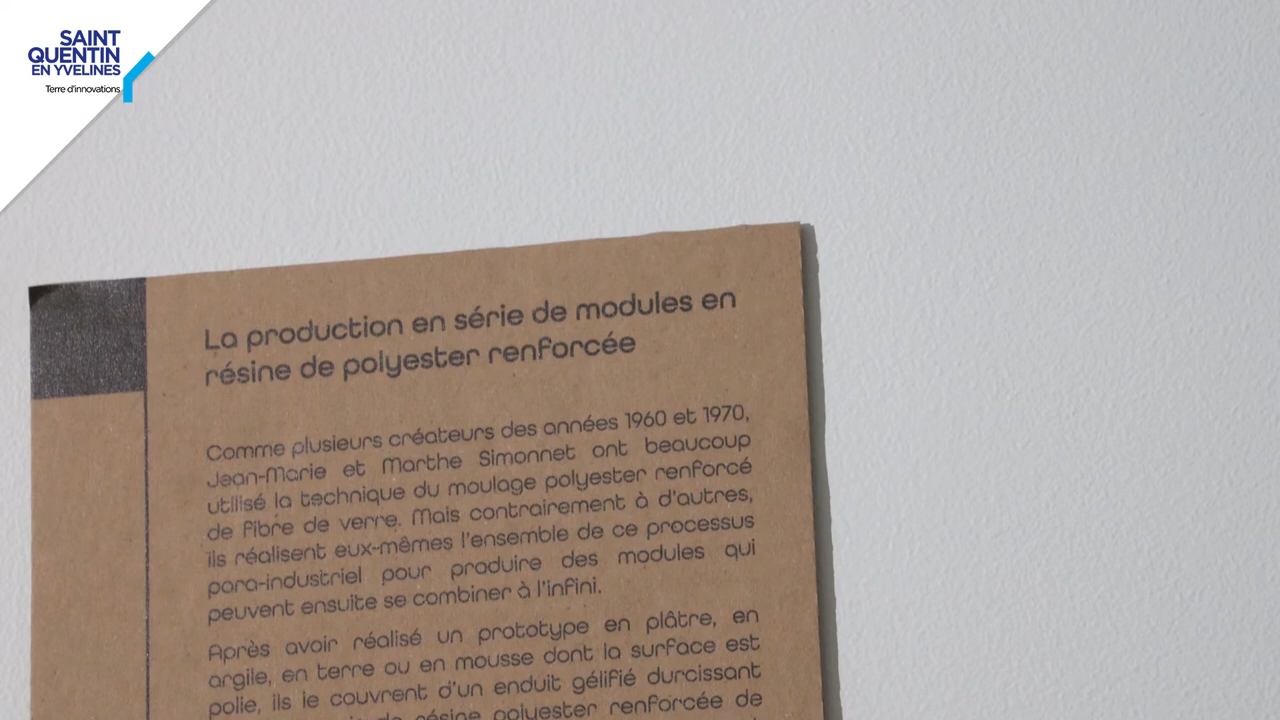 SAINT
QUENTIN
EN YVELINES
Terre d'innovations
La production en série de modules en
résine de polyester renforcée
Comme plusieurs créateurs des années 1960 et 1970,
Jean-Marie et Marthe Simonnet ont beaucoup
utilisé la technique du moulage polyester renforcé
de fibre de verre. Mais contrairement à d'autres,
ils réalisent eux-mêmes l'ensemble de ce processus
para-industriel pour produire des modules qui
peuvent ensuite se combiner à l'infini.
Après avoir réalisé un prototype en plâtre, en
argile, en terre ou en mousse dont la surface est
polie, ils le couvrent d'un enduit gélifié durcissant
résine polyester renforcée de